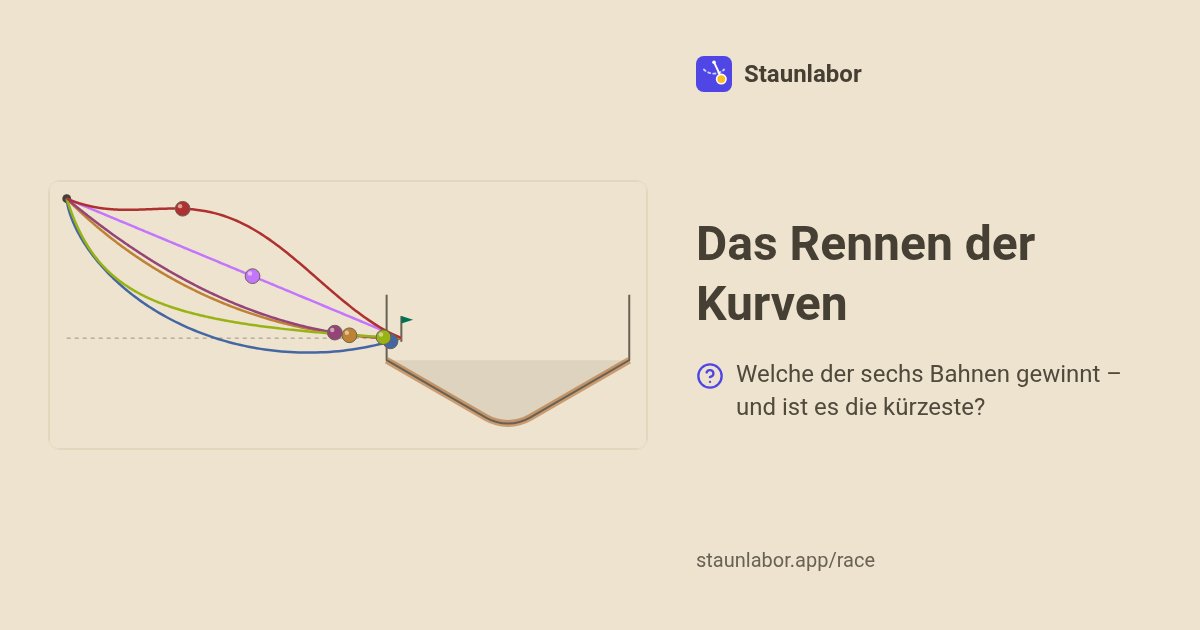 Staunlabor
Das Rennen der
Kurven
Welche der sechs Bahnen gewinnt –
und ist es die kürzeste?
staunlabor.app/race